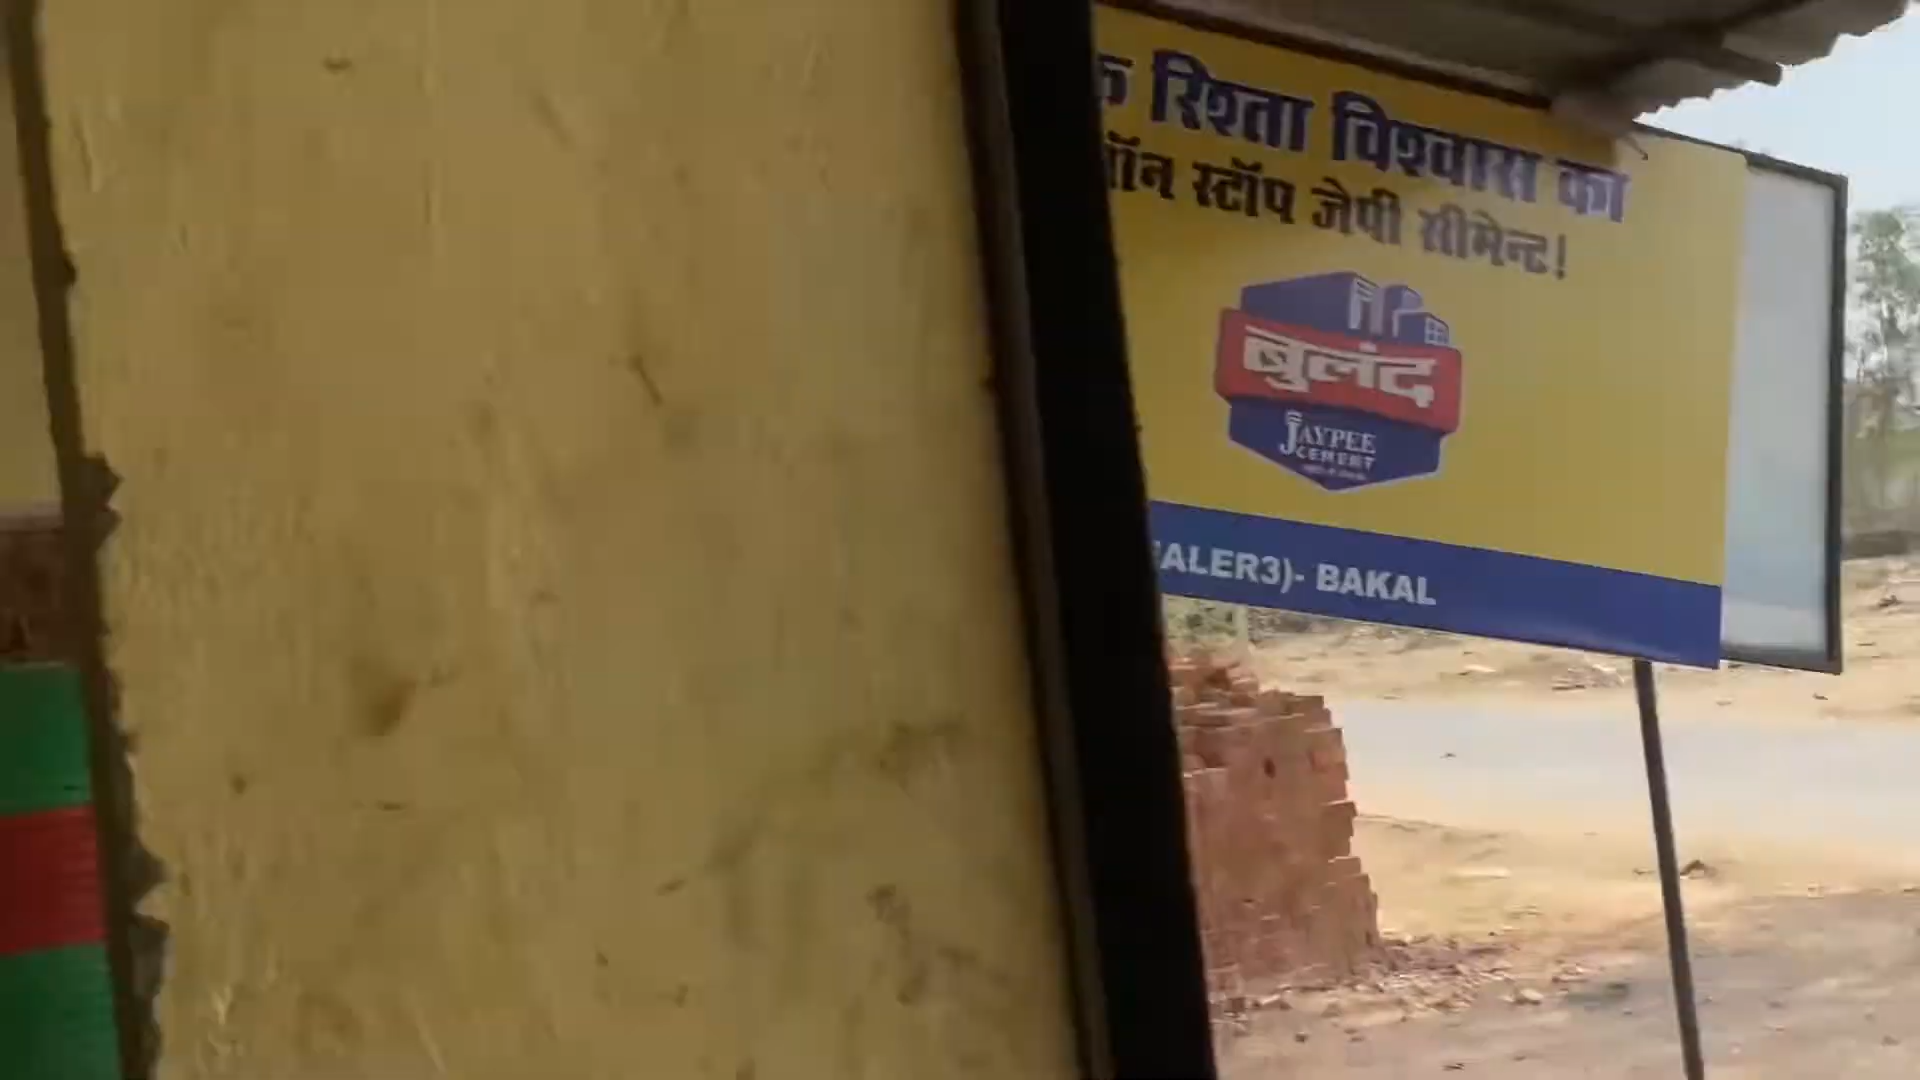 रिश्ता विश्वास का
स्टॉप जेपी सीमेन्ट!
बुलंद
JAYPEE
CEMENT
ALER3)- BAKAL